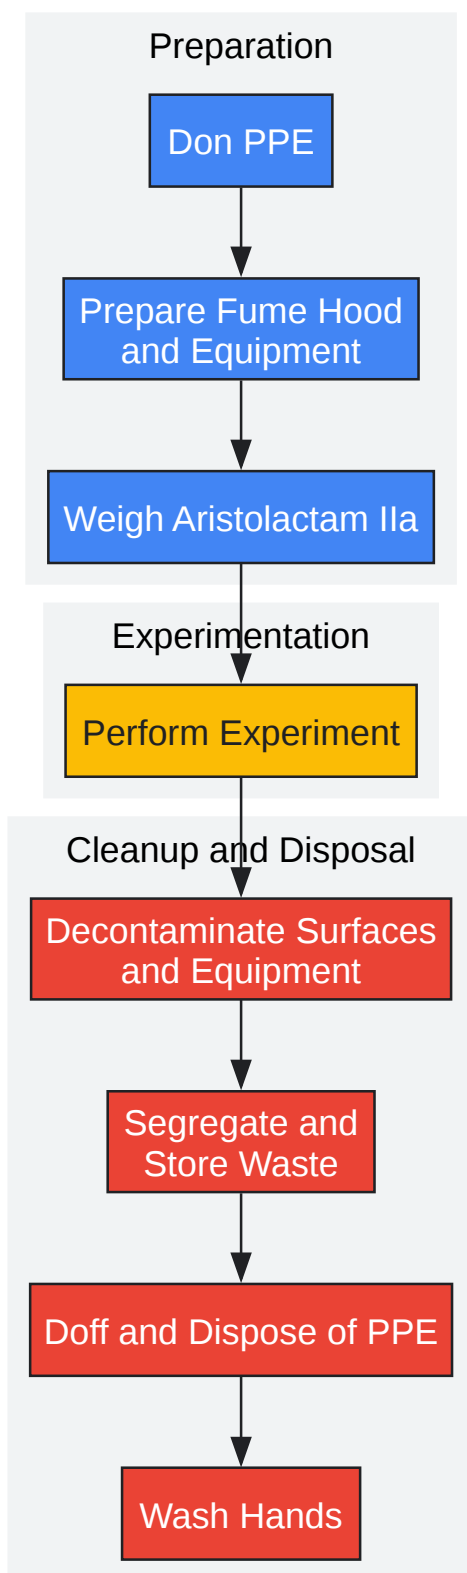 Preparation
Don PPE
Prepare Fume Hood
and Equipment
Weigh Aristolactam IIa
Experimentation
Perform Experiment
Cleanup and Disposal
Decontaminate Surfaces
and Equipment
Segregate and
Store Waste
Doff and Dispose of PPE
Wash Hands